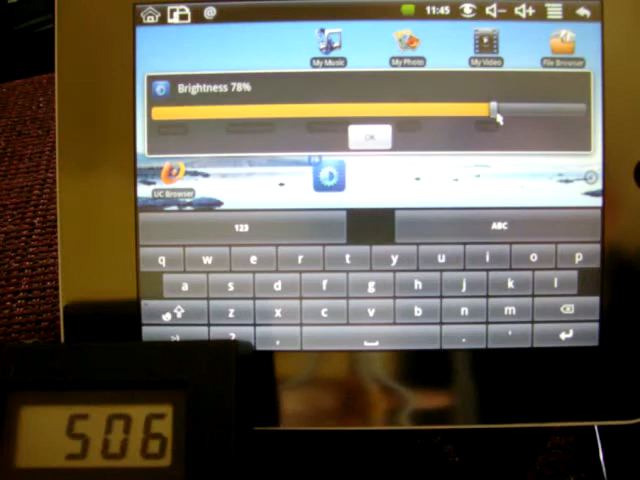 @ 11:45
My Music My Photo My Video File Browser
Brightness 78%
OK
UC Browser
123 ABC
q w e r t y u i o p
a s d f g h j k l
z x c v b n m
:-) ? , . '
506